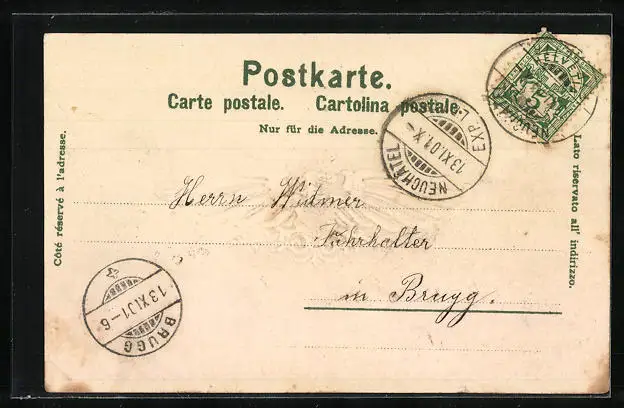 Postkarte.
Carte postale. Cartolina postale.
Nur für die Adresse.
Côté réservé à l'adresse.
Lato riservato all' indirizzo.
HELVETIA
5
NEUCHATEL
13.XI.01.X-
EXP. L.
Herrn Widmer
Fuhrhalter
in Brugg.
13.XI.01-6
BRUGG